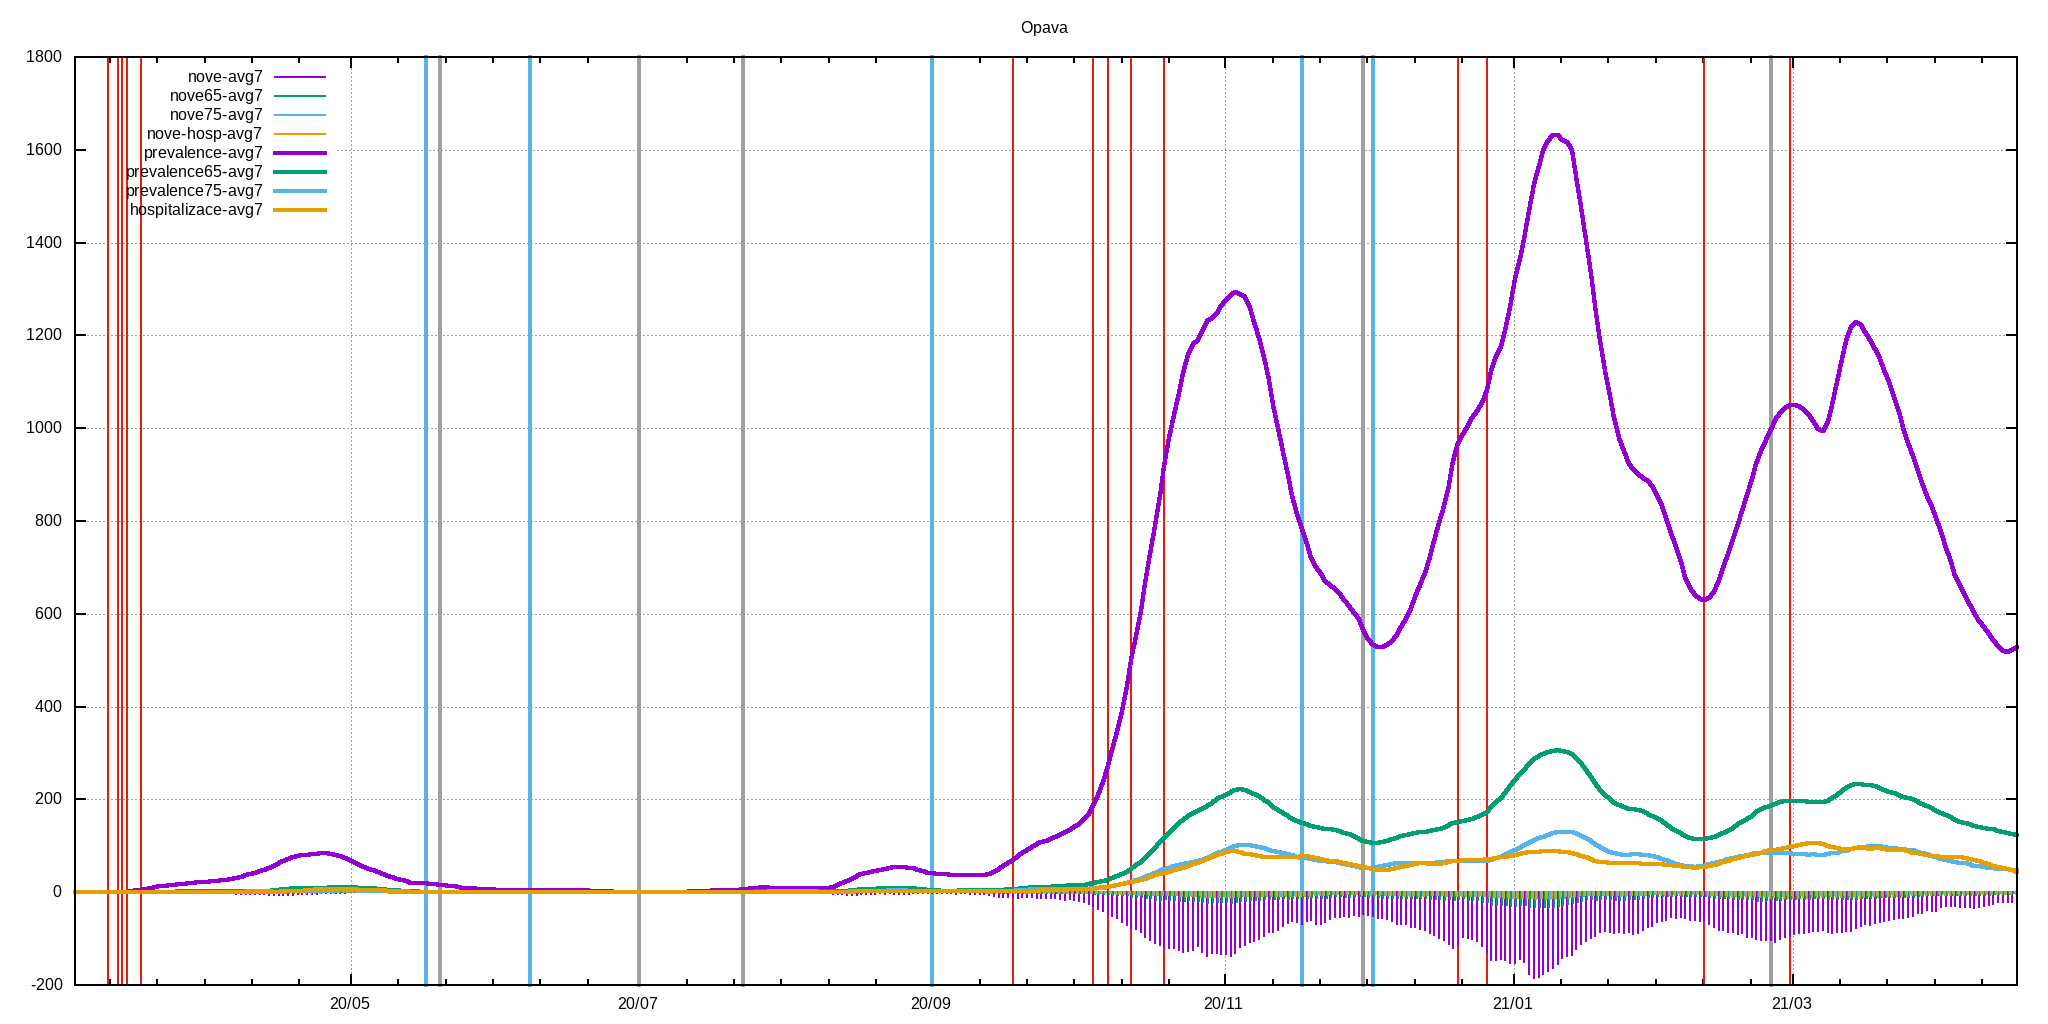 Opava
1800
1600
1400
1200
1000
800
600
400
200
0
-200
nove-avg7
nove65-avg7
nove75-avg7
nove-hosp-avg7
prevalence-avg7
prevalence65-avg7
prevalence75-avg7
hospitalizace-avg7
20/05 20/07 20/09 20/11 21/01 21/03